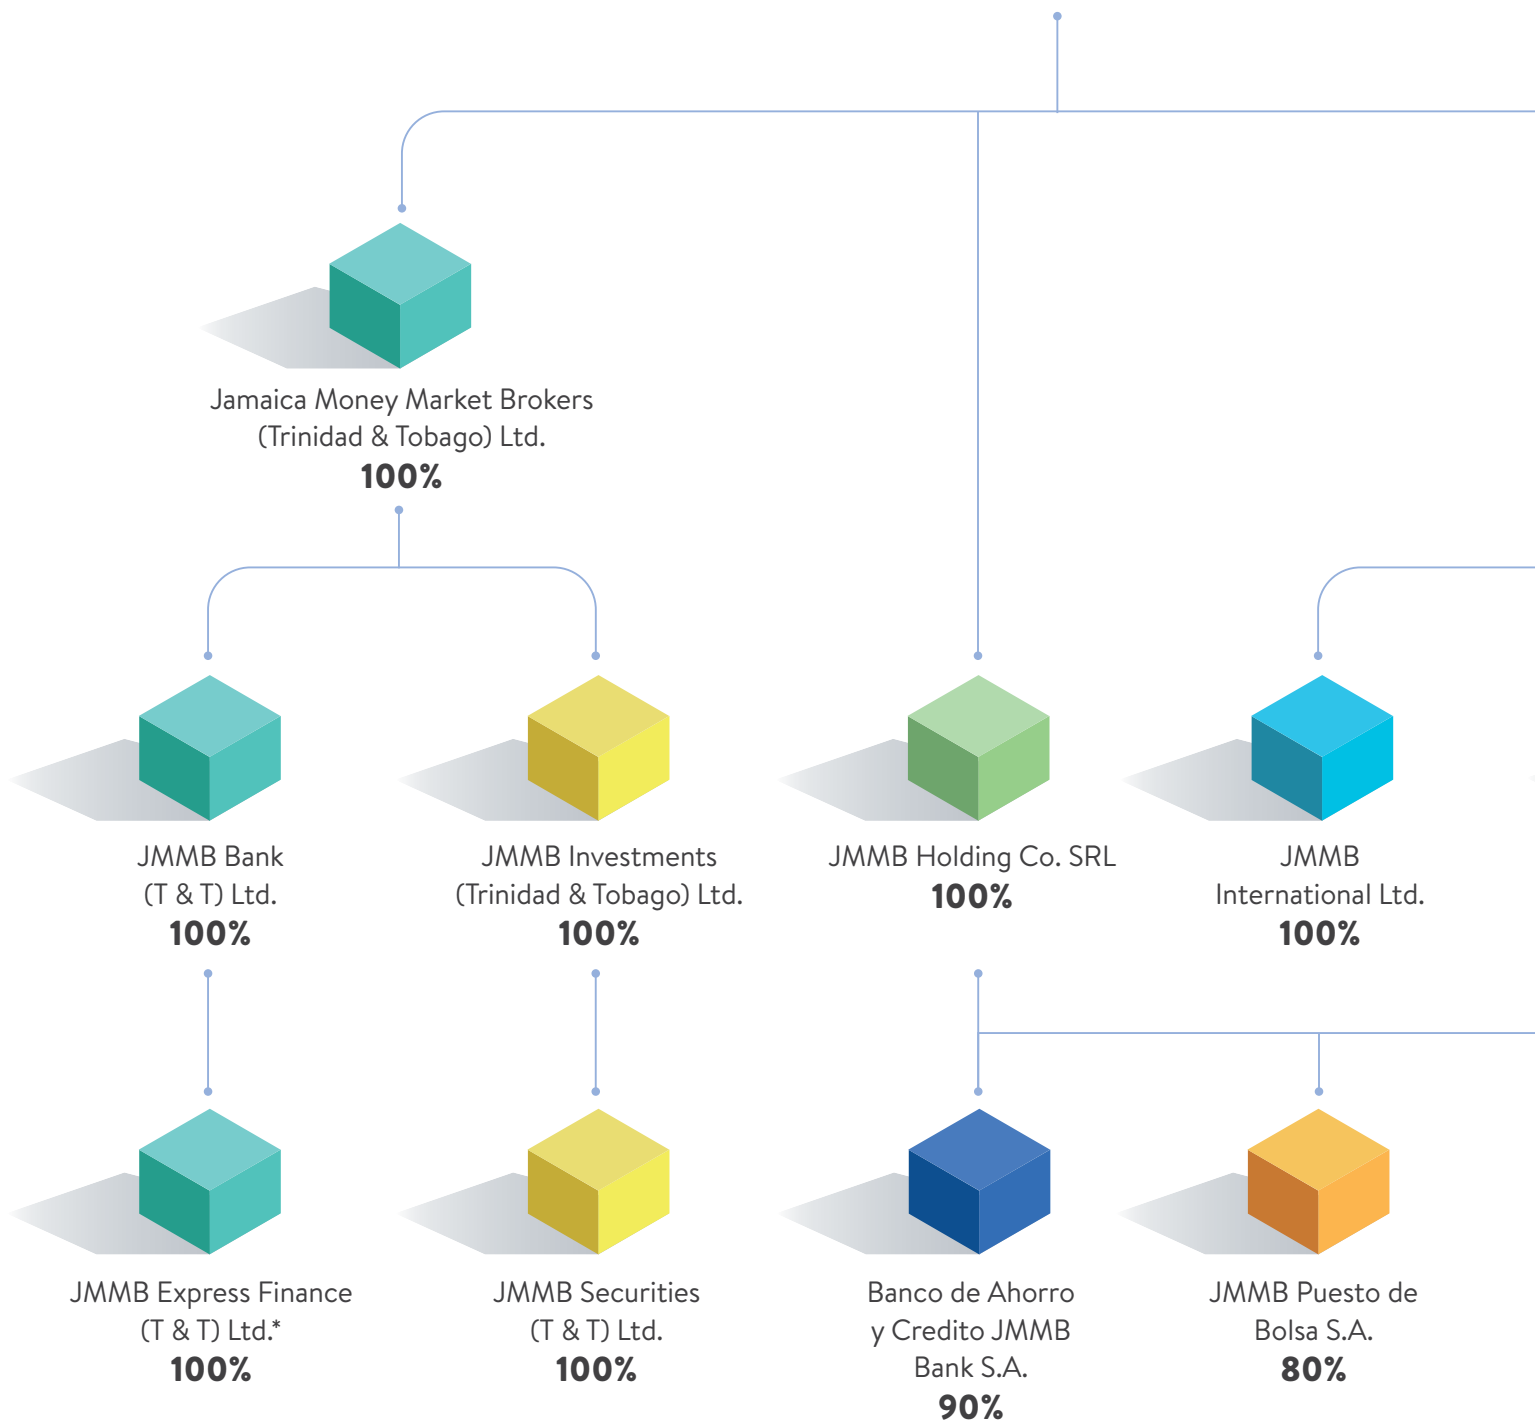 Jamaica Money Market Brokers
(Trinidad & Tobago) Ltd.
100%
JMMB Bank
(T & T) Ltd.
100%
JMMB Investments
(Trinidad & Tobago) Ltd.
100%
JMMB Holding Co. SRL
100%
JMMB
International Ltd.
100%
JMMB Express Finance
(T & T) Ltd.*
100%
JMMB Securities
(T & T) Ltd.
100%
Banco de Ahorro
y Credito JMMB
Bank S.A.
90%
JMMB Puesto de
Bolsa S.A.
80%